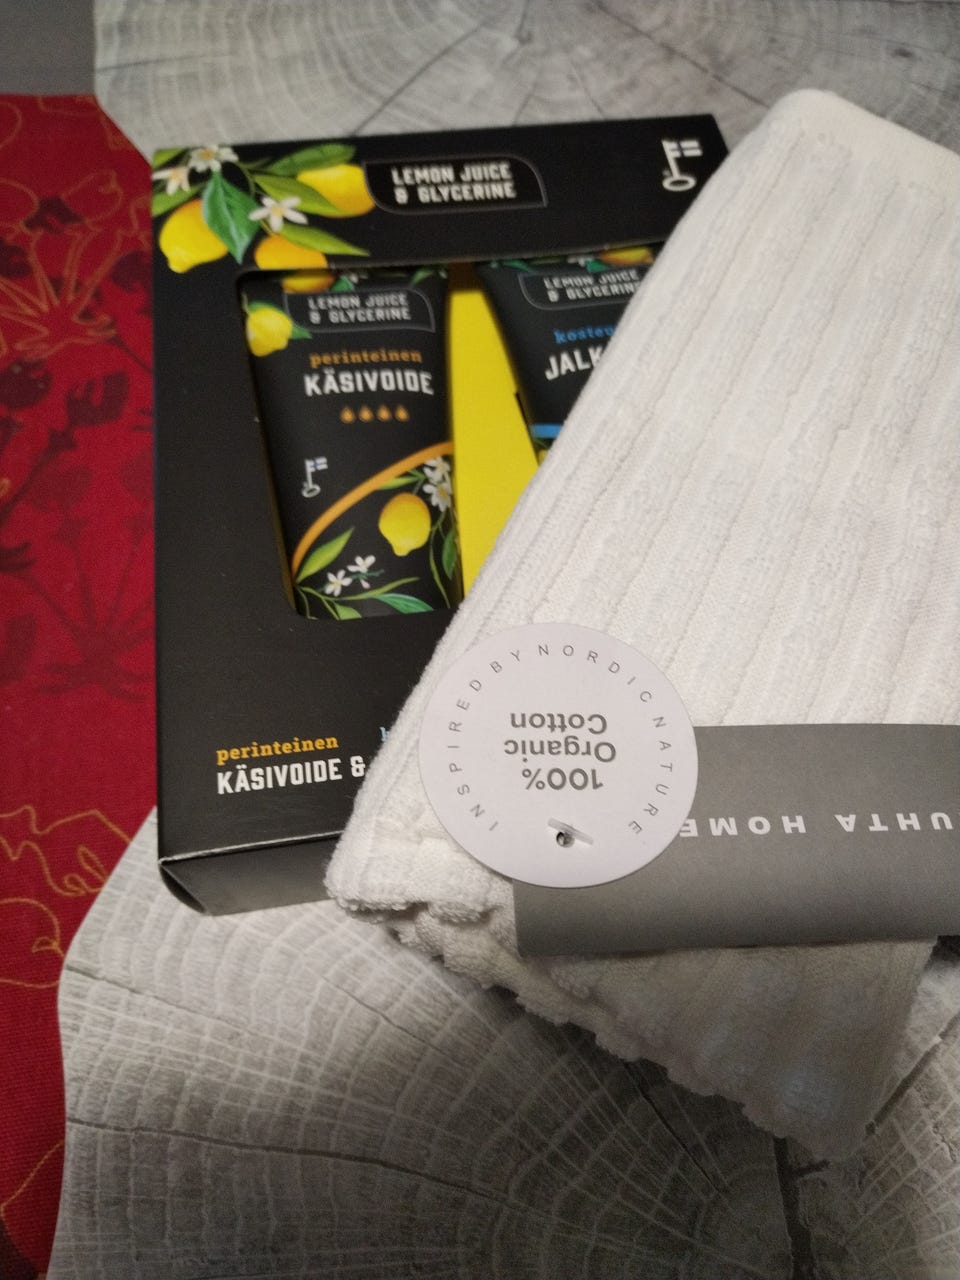 LEMON JUICE
& GLYCERINE
LEMON JUICE
& GLYCERINE
perinteinen
KÄSIVOIDE
LEMON JUICE
& GLYCERINE
perinteinen
KÄSIVOIDE &
INSPIRED BY NORDIC NATURE
100%
Organic
Cotton
UHTA HOME